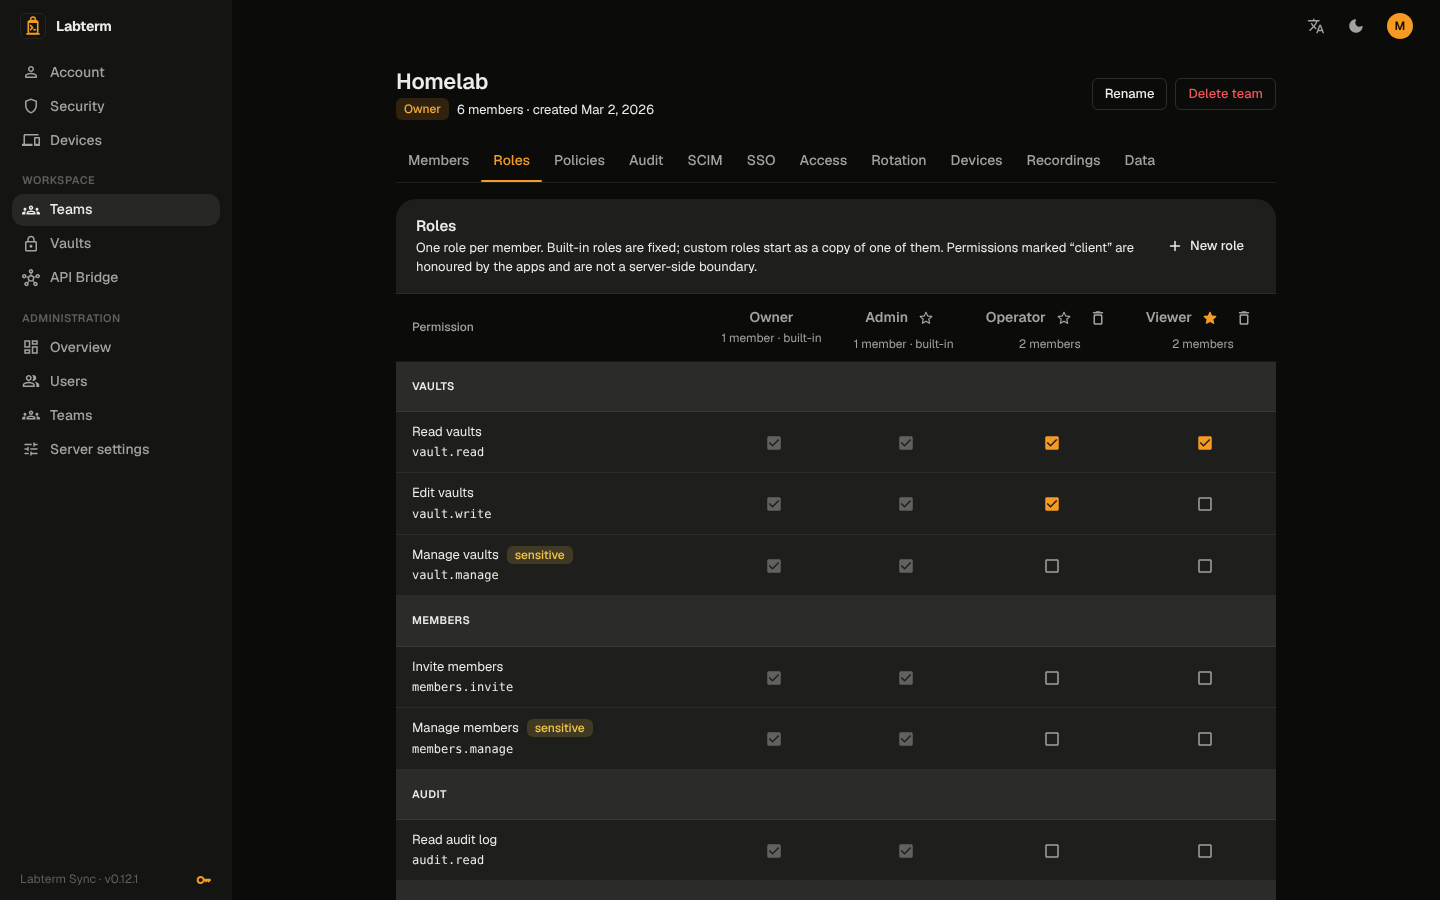 Labterm
M
Account
Security
Devices
WORKSPACE
Teams
Vaults
API Bridge
ADMINISTRATION
Overview
Users
Teams
Server settings
Labterm Sync · v0.12.1
Homelab
Owner 6 members · created Mar 2, 2026
Rename Delete team
Members Roles Policies Audit SCIM SSO Access Rotation Devices Recordings Data
Roles
One role per member. Built-in roles are fixed; custom roles start as a copy of one of them. Permissions marked “client” are
honoured by the apps and are not a server-side boundary.
New role
Permission
Owner
1 member · built-in
Admin
1 member · built-in
Operator
2 members
Viewer
2 members
VAULTS
Read vaults
vault.read
Edit vaults
vault.write
Manage vaults sensitive
vault.manage
MEMBERS
Invite members
members.invite
Manage members sensitive
members.manage
AUDIT
Read audit log
audit.read